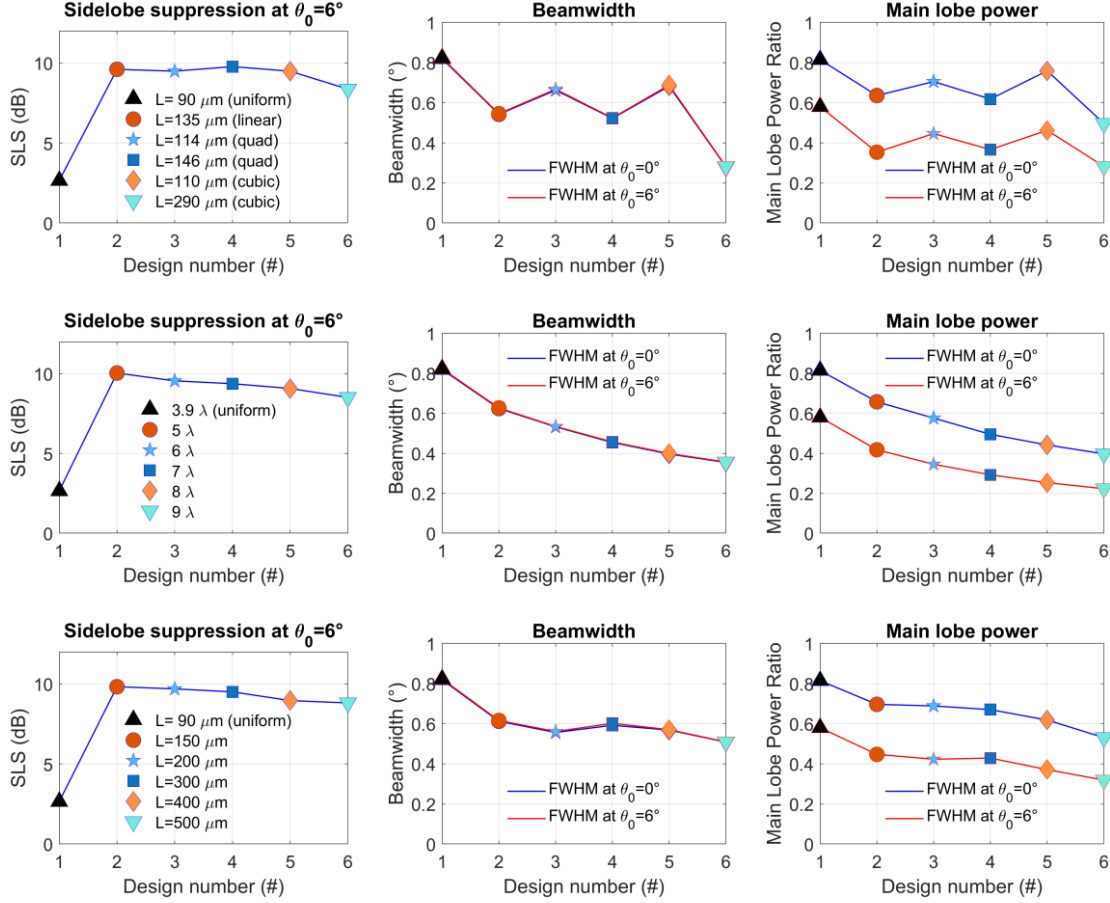 Sidelobe suppression at θ₀=6°
SLS (dB)
10
5
0
L= 90 μm (uniform)
L=135 μm (linear)
L=114 μm (quad)
L=146 μm (quad)
L=110 μm (cubic)
L=290 μm (cubic)
1 2 3 4 5 6
Design number (#)
Beamwidth
Beamwidth (°)
1
0.8
0.6
0.4
0.2
0
FWHM at θ₀=0°
FWHM at θ₀=6°
1 2 3 4 5 6
Design number (#)
Main lobe power
Main Lobe Power Ratio
1
0.8
0.6
0.4
0.2
0
FWHM at θ₀=0°
FWHM at θ₀=6°
1 2 3 4 5 6
Design number (#)
Sidelobe suppression at θ₀=6°
SLS (dB)
10
5
0
3.9 λ (uniform)
5 λ
6 λ
7 λ
8 λ
9 λ
1 2 3 4 5 6
Design number (#)
Beamwidth
Beamwidth (°)
1
0.8
0.6
0.4
0.2
0
FWHM at θ₀=0°
FWHM at θ₀=6°
1 2 3 4 5 6
Design number (#)
Main lobe power
Main Lobe Power Ratio
1
0.8
0.6
0.4
0.2
0
FWHM at θ₀=0°
FWHM at θ₀=6°
1 2 3 4 5 6
Design number (#)
Sidelobe suppression at θ₀=6°
SLS (dB)
10
5
0
L= 90 μm (uniform)
L=150 μm
L=200 μm
L=300 μm
L=400 μm
L=500 μm
1 2 3 4 5 6
Design number (#)
Beamwidth
Beamwidth (°)
1
0.8
0.6
0.4
0.2
0
FWHM at θ₀=0°
FWHM at θ₀=6°
1 2 3 4 5 6
Design number (#)
Main lobe power
Main Lobe Power Ratio
1
0.8
0.6
0.4
0.2
0
FWHM at θ₀=0°
FWHM at θ₀=6°
1 2 3 4 5 6
Design number (#)